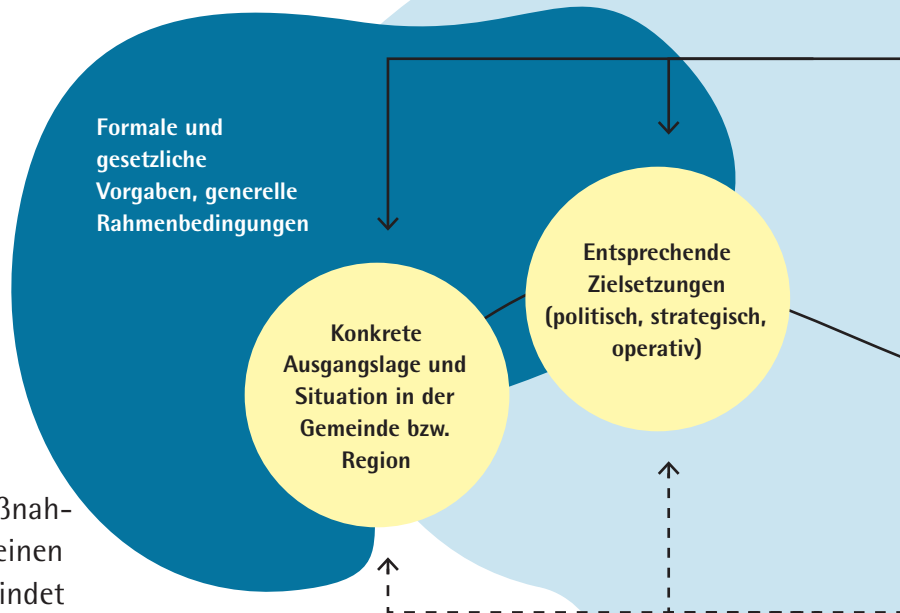 Formale und
gesetzliche
Vorgaben, generelle
Rahmenbedingungen
Entsprechende
Zielsetzungen
(politisch, strategisch,
operativ)
Konkrete
Ausgangslage und
Situation in der
Gemeinde bzw.
Region
ßnah-
einen
indet